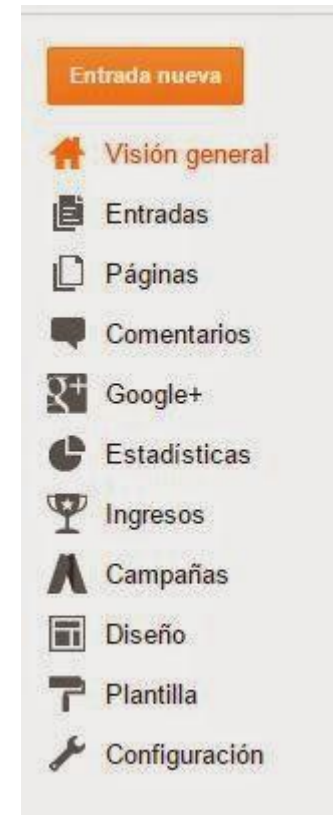 Entrada nueva
Visión general
Entradas
Páginas
Comentarios
Google+
Estadísticas
Ingresos
Campañas
Diseño
Plantilla
Configuración